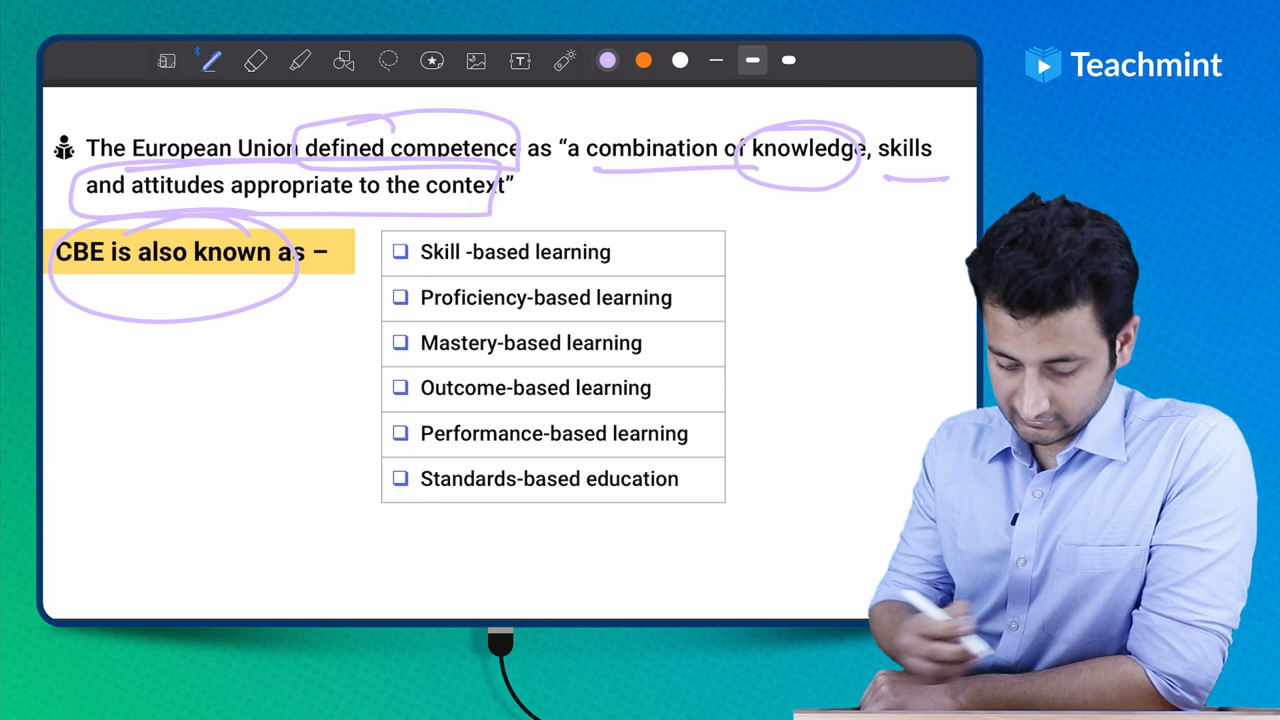 Teachmint
The European Union defined competence as “a combination of knowledge, skills
and attitudes appropriate to the context”
CBE is also known as –
Skill -based learning
Proficiency-based learning
Mastery-based learning
Outcome-based learning
Performance-based learning
Standards-based education